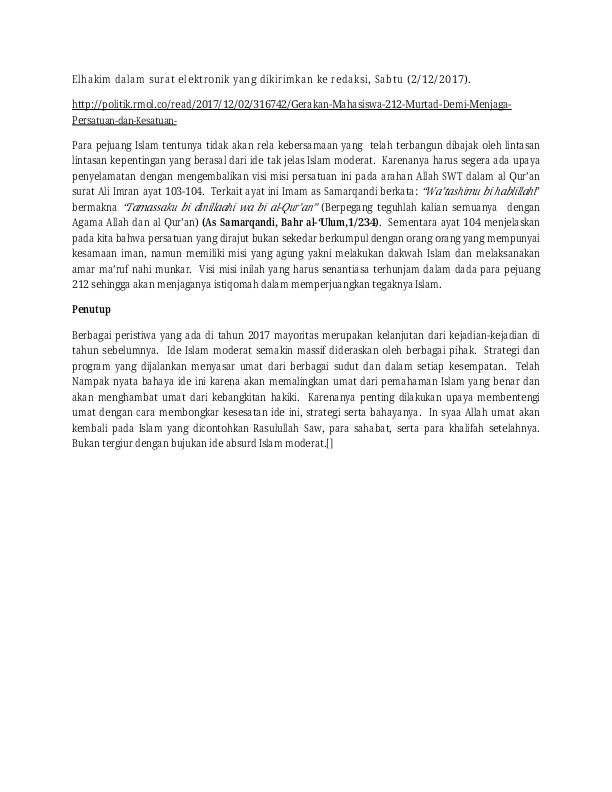 Elhakim dalam surat elektronik yang dikirimkan ke redaksi, Sabtu (2/12/2017).
http://politik.rmol.co/read/2017/12/02/316742/Gerakan-Mahasiswa-212-Murtad-Demi-Menjaga-
Persatuan-dan-Kesatuan-
Para pejuang Islam tentunya tidak akan rela kebersamaan yang telah terbangun dibajak oleh lintasan
lintasan kepentingan yang berasal dari ide tak jelas Islam moderat. Karenanya harus segera ada upaya
penyelamatan dengan mengembalikan visi misi persatuan ini pada arahan Allah SWT dalam al Qur'an
surat Ali Imran ayat 103-104. Terkait ayat ini Imam as Samarqandi berkata: “Wa’tashimu bi hablillah”
bermakna “Tamassaku bi dinillaahi wa bi al-Qur’an” (Berpegang teguhlah kalian semuanya dengan
Agama Allah dan al Qur’an) (As Samarqandi, Bahr al-‘Ulum,1/234). Sementara ayat 104 menjelaskan
pada kita bahwa persatuan yang dirajut bukan sekedar berkumpul dengan orang orang yang mempunyai
kesamaan iman, namun memiliki misi yang agung yakni melakukan dakwah Islam dan melaksanakan
amar ma’ruf nahi munkar. Visi misi inilah yang harus senantiasa terhunjam dalam dada para pejuang
212 sehingga akan menjaganya istiqomah dalam memperjuangkan tegaknya Islam.
Penutup
Berbagai peristiwa yang ada di tahun 2017 mayoritas merupakan kelanjutan dari kejadian-kejadian di
tahun sebelumnya. Ide Islam moderat semakin massif dideraskan oleh berbagai pihak. Strategi dan
program yang dijalankan menyasar umat dari berbagai sudut dan dalam setiap kesempatan. Telah
Nampak nyata bahaya ide ini karena akan memalingkan umat dari pemahaman Islam yang benar dan
akan menghambat umat dari kebangkitan hakiki. Karenanya penting dilakukan upaya membentengi
umat dengan cara membongkar kesesatan ide ini, strategi serta bahayanya. In syaa Allah umat akan
kembali pada Islam yang dicontohkan Rasulullah Saw, para sahabat, serta para khalifah setelahnya.
Bukan tergiur dengan bujukan ide absurd Islam moderat.[]